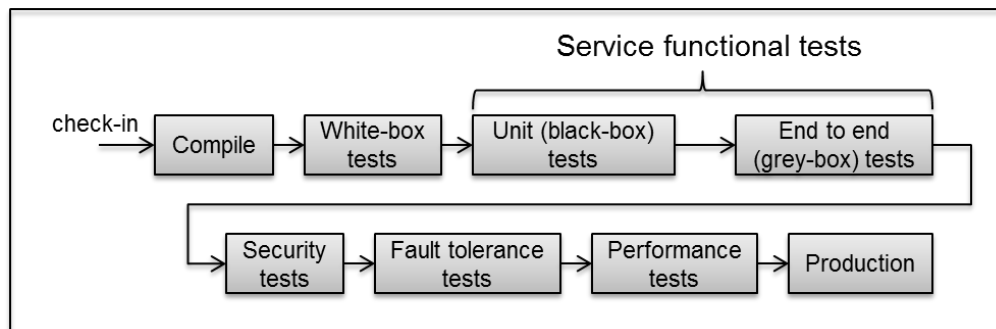 Service functional tests
check-in
Compile
White-box
tests
Unit (black-box)
tests
End to end
(grey-box) tests
Security
tests
Fault tolerance
tests
Performance
tests
Production